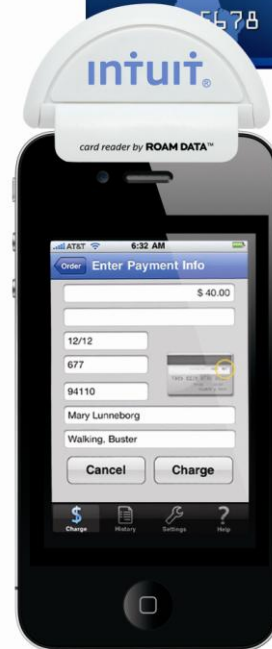 5678
intuit®
card reader by ROAM DATA™
AT&T 6:32 AM
Order Enter Payment Info
$ 40.00
12/12
677
94110
Mary Lunneborg
Walking, Buster
Cancel Charge
$ ?
Charge History Settings Help